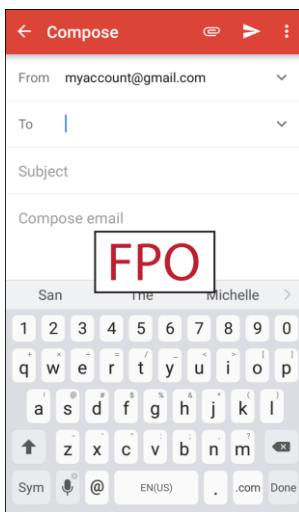 Compose
From myaccount@gmail.com
To
Subject
Compose email
FPO
San The Michelle
1 2 3 4 5 6 7 8 9 0
q w e r t y u i o p
a s d f g h j k l
z x c v b n m
Sym @ EN(US) . .com Done